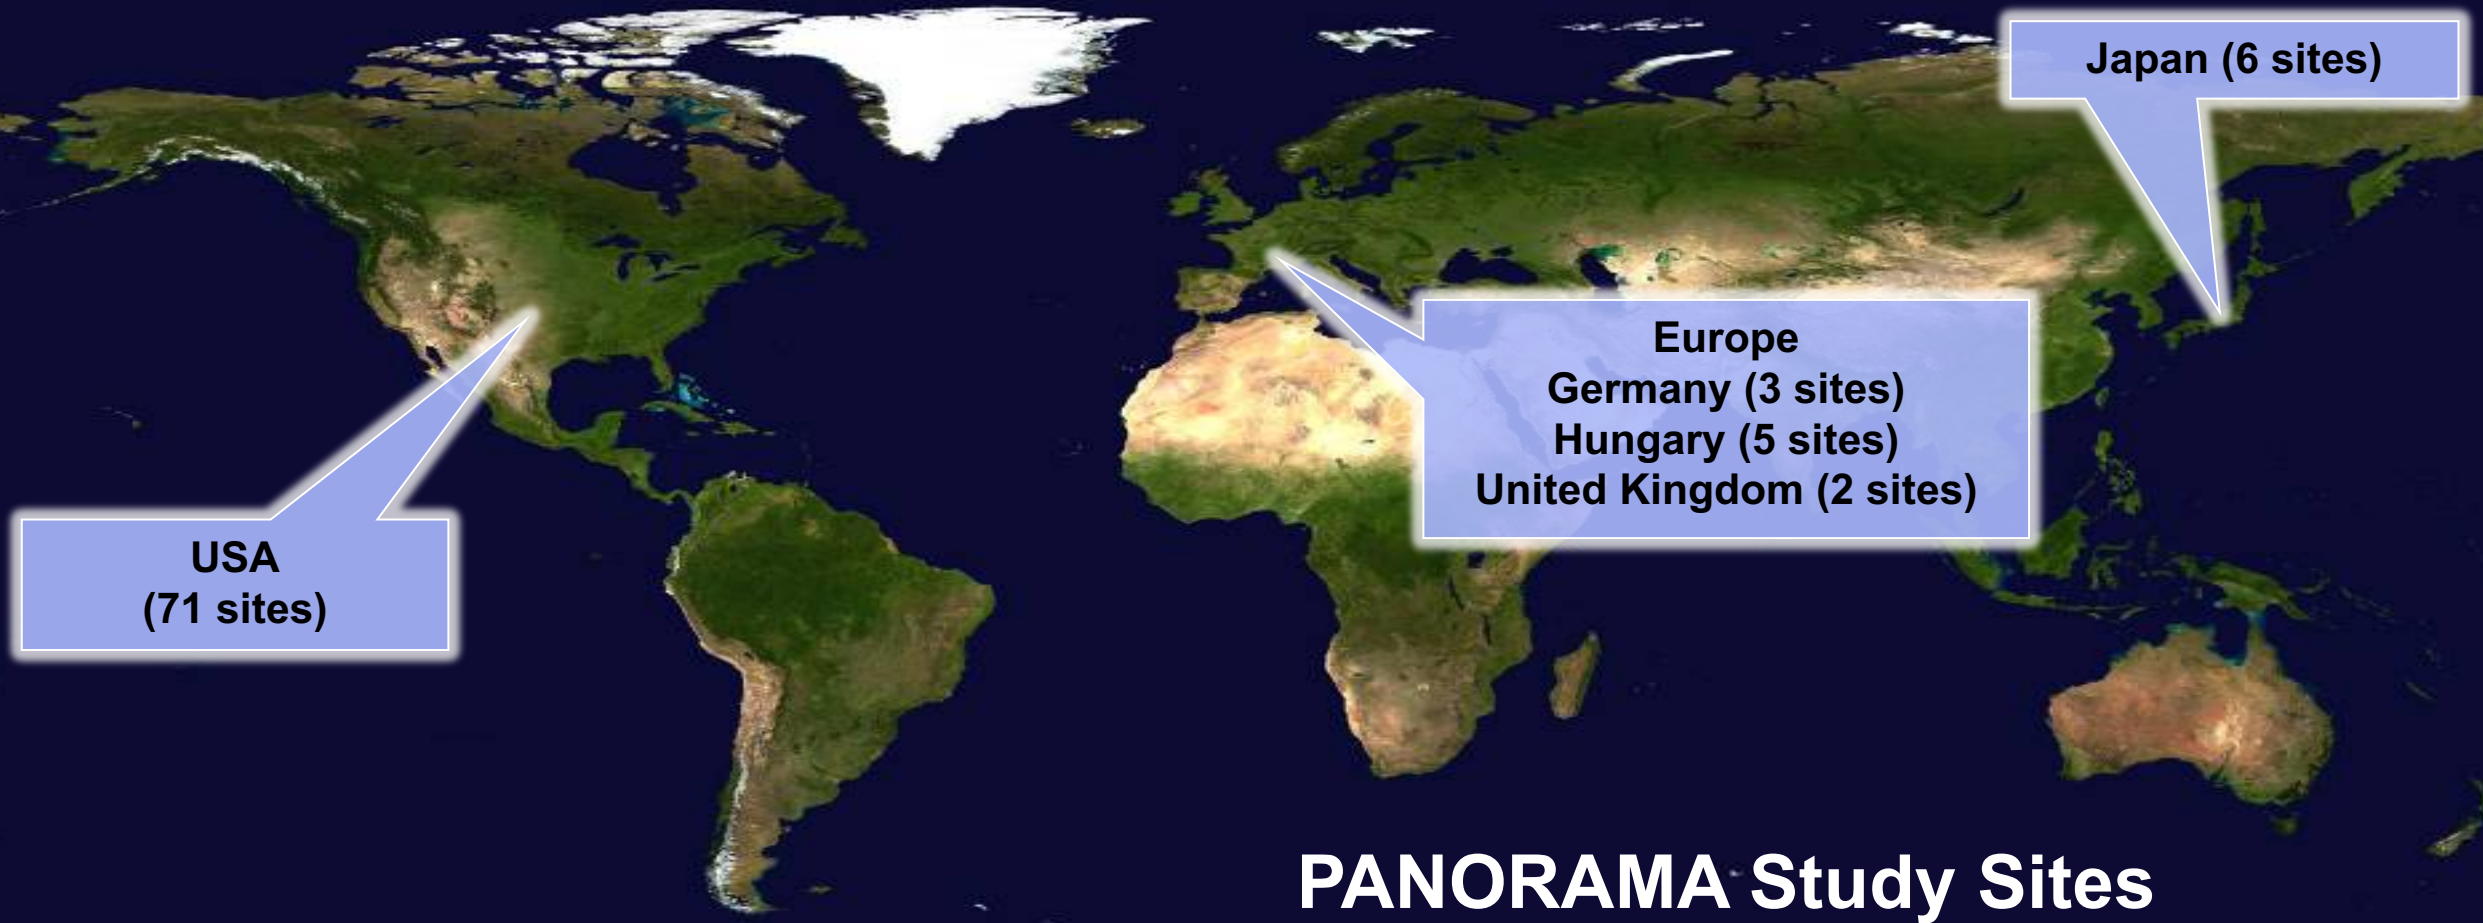 Japan (6 sites)
Europe
Germany (3 sites)
Hungary (5 sites)
United Kingdom (2 sites)
USA
(71 sites)
PANORAMA Study Sites